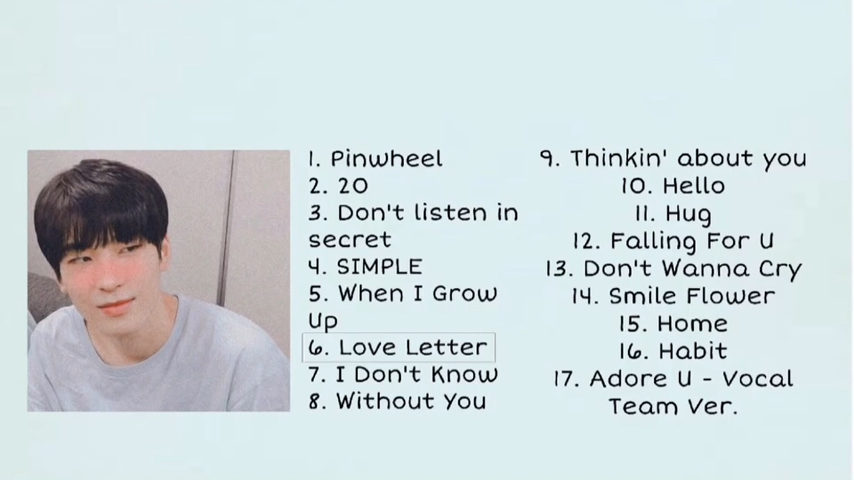 1. Pinwheel
2. 20
3. Don't listen in
secret
4. SIMPLE
5. When I Grow
Up
6. Love Letter
7. I Don't Know
8. Without You
9. Thinkin' about you
10. Hello
11. Hug
12. Falling For U
13. Don't Wanna Cry
14. Smile Flower
15. Home
16. Habit
17. Adore U - Vocal
Team Ver.